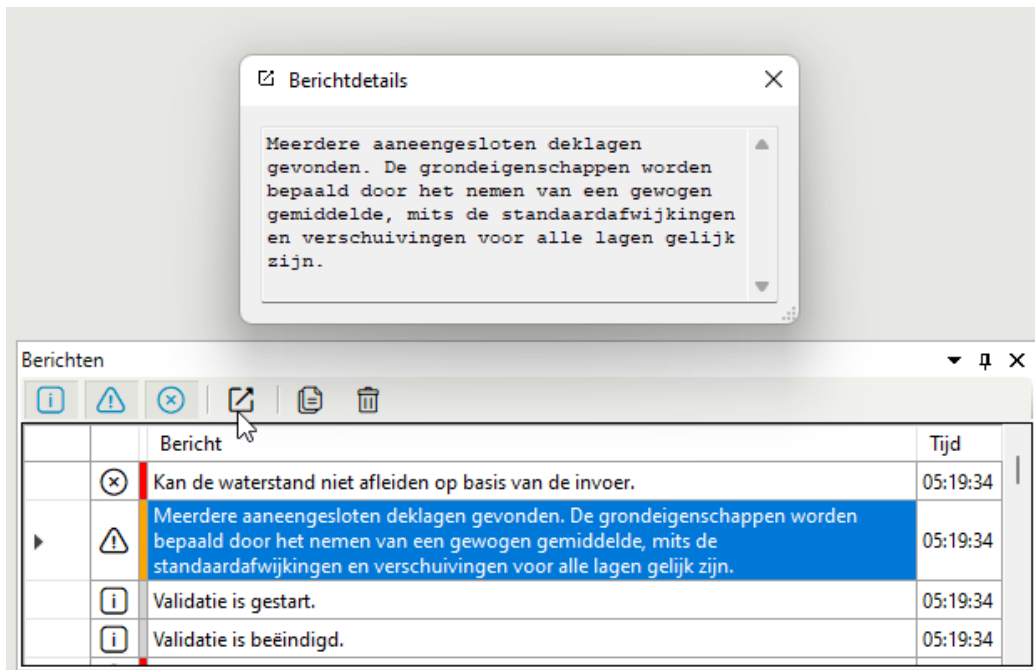 Berichtdetails
Meerdere aaneengesloten deklagen
gevonden. De grondeigenschappen worden
bepaald door het nemen van een gewogen
gemiddelde, mits de standaardafwijkingen
en verschuivingen voor alle lagen gelijk
zijn.
Berichten
Bericht Tijd
Kan de waterstand niet afleiden op basis van de invoer. 05:19:34
Meerdere aaneengesloten deklagen gevonden. De grondeigenschappen worden
bepaald door het nemen van een gewogen gemiddelde, mits de 05:19:34
standaardafwijkingen en verschuivingen voor alle lagen gelijk zijn.
Validatie is gestart. 05:19:34
Validatie is beëindigd. 05:19:34